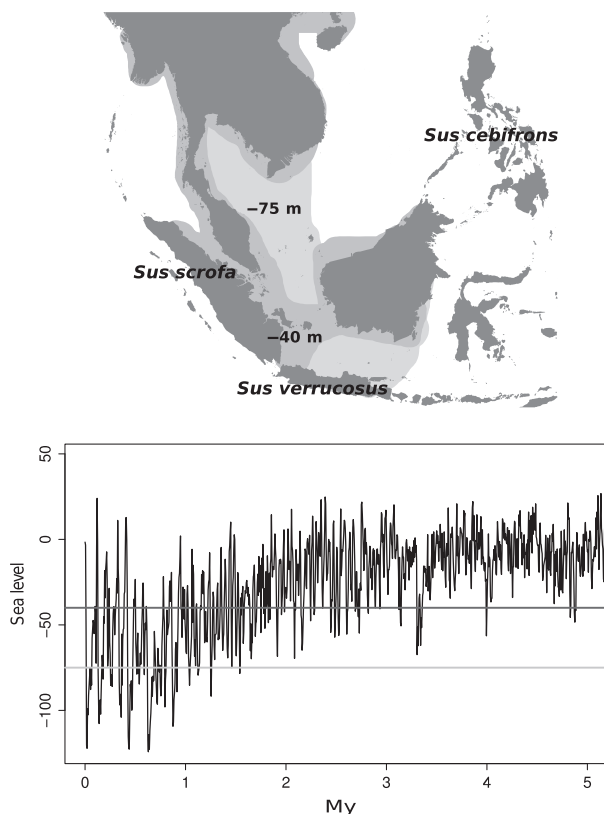 Sus cebifrons
−75 m
Sus scrofa
−40 m
Sus verrucosus
50
0
−50
−100
Sea level
0 1 2 3 4 5
My